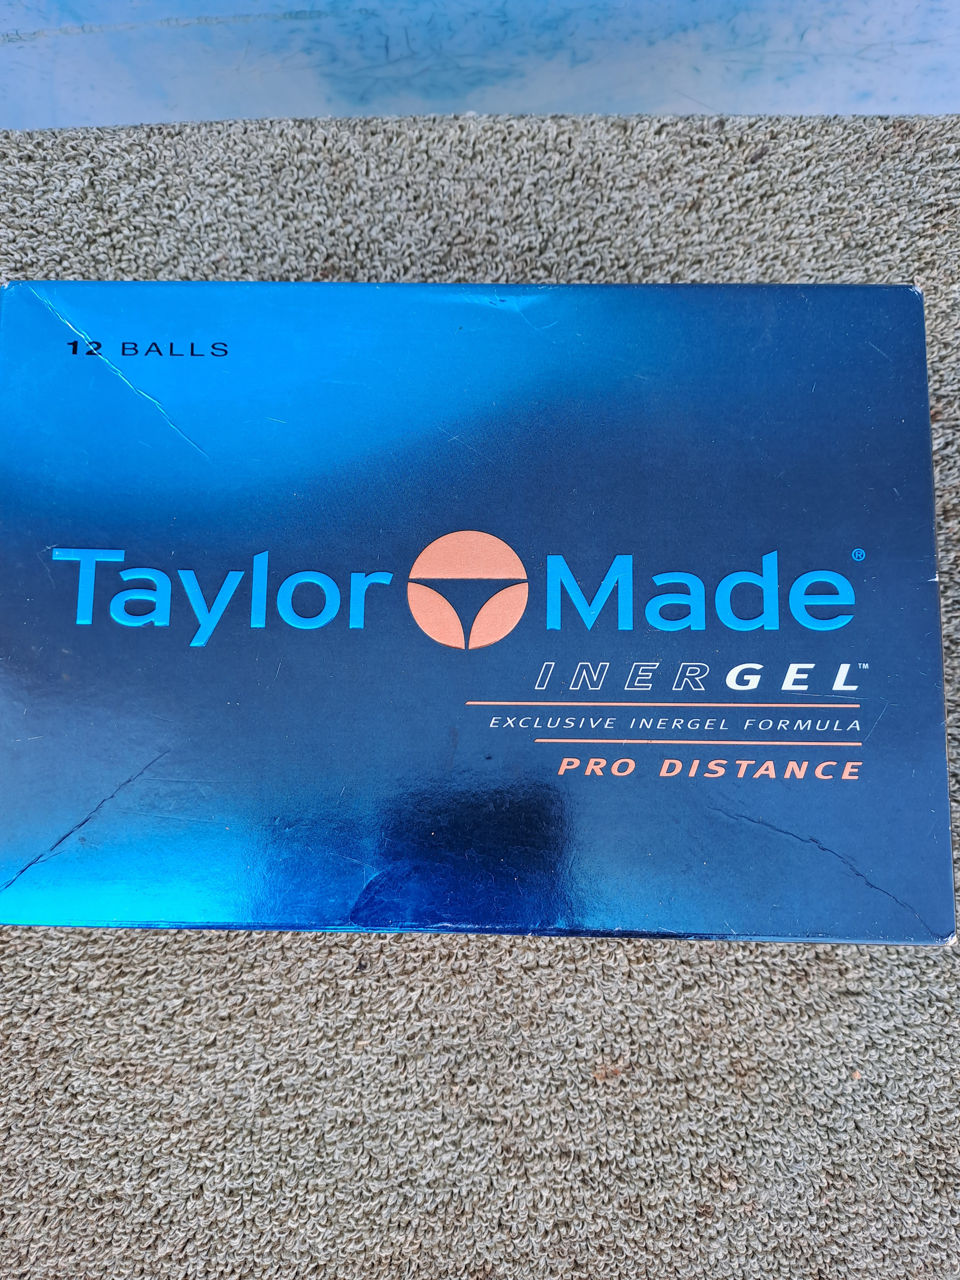 12 BALLS
TaylorMade®
INERGEL™
EXCLUSIVE INERGEL FORMULA
PRO DISTANCE